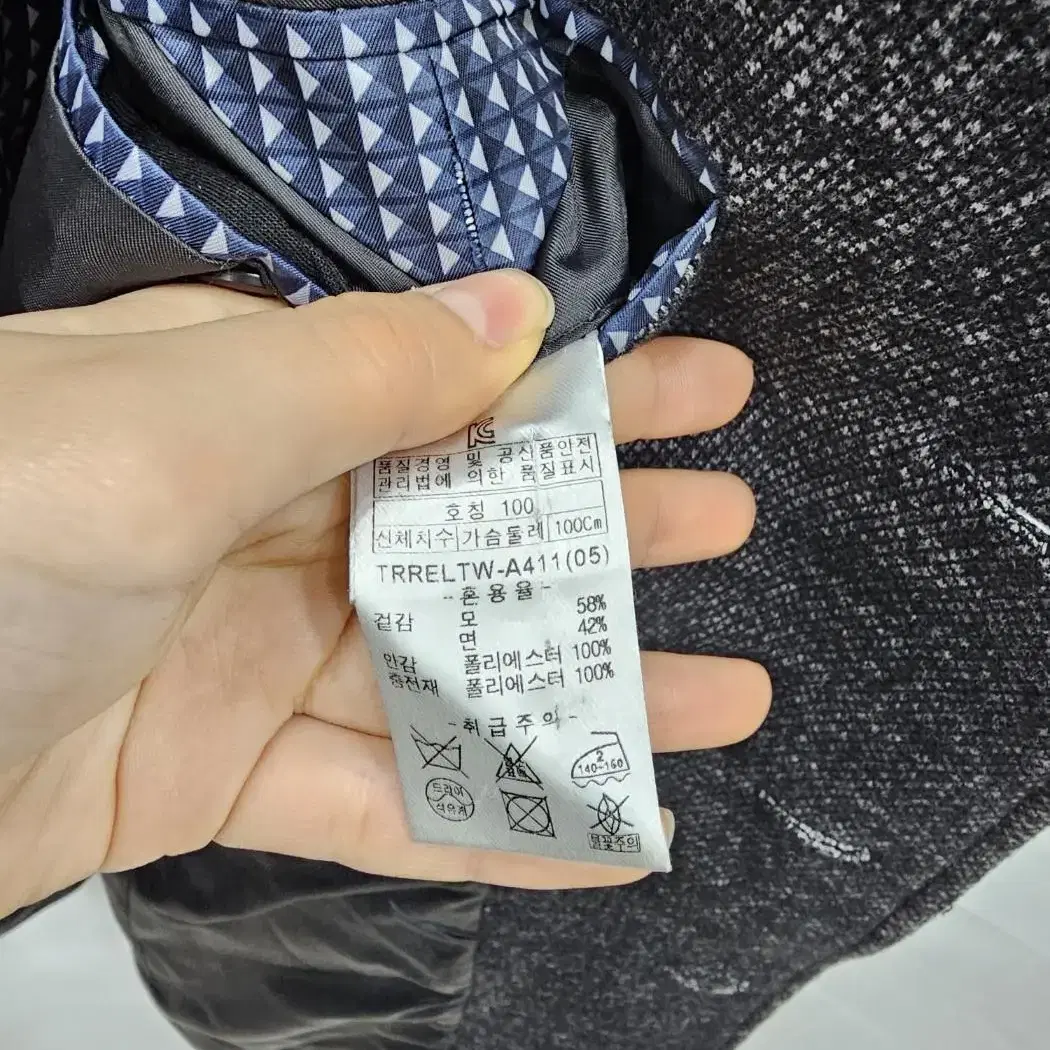 품질경영 및 공산품안전
관리법에 의한 품질표시
호칭 100
신체치수 가슴둘레 100Cm
TRRELTW-A411(05)
-혼용율-
겉감 모 58%
면 42%
안감 폴리에스터 100%
충전재 폴리에스터 100%
-취급주의-
2
140~160
드라이
석유계
불꽃주의